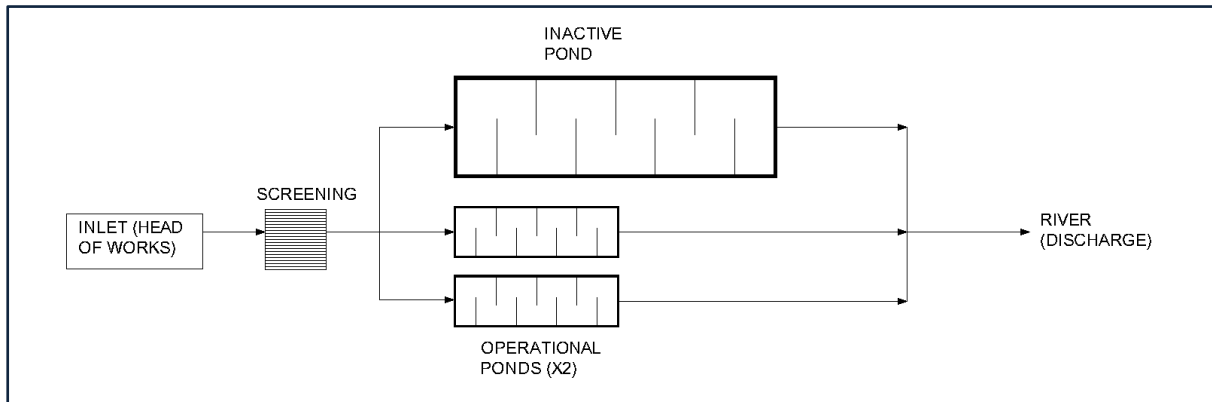 INACTIVE
POND
SCREENING
INLET (HEAD
OF WORKS)
RIVER
(DISCHARGE)
OPERATIONAL
PONDS (X2)